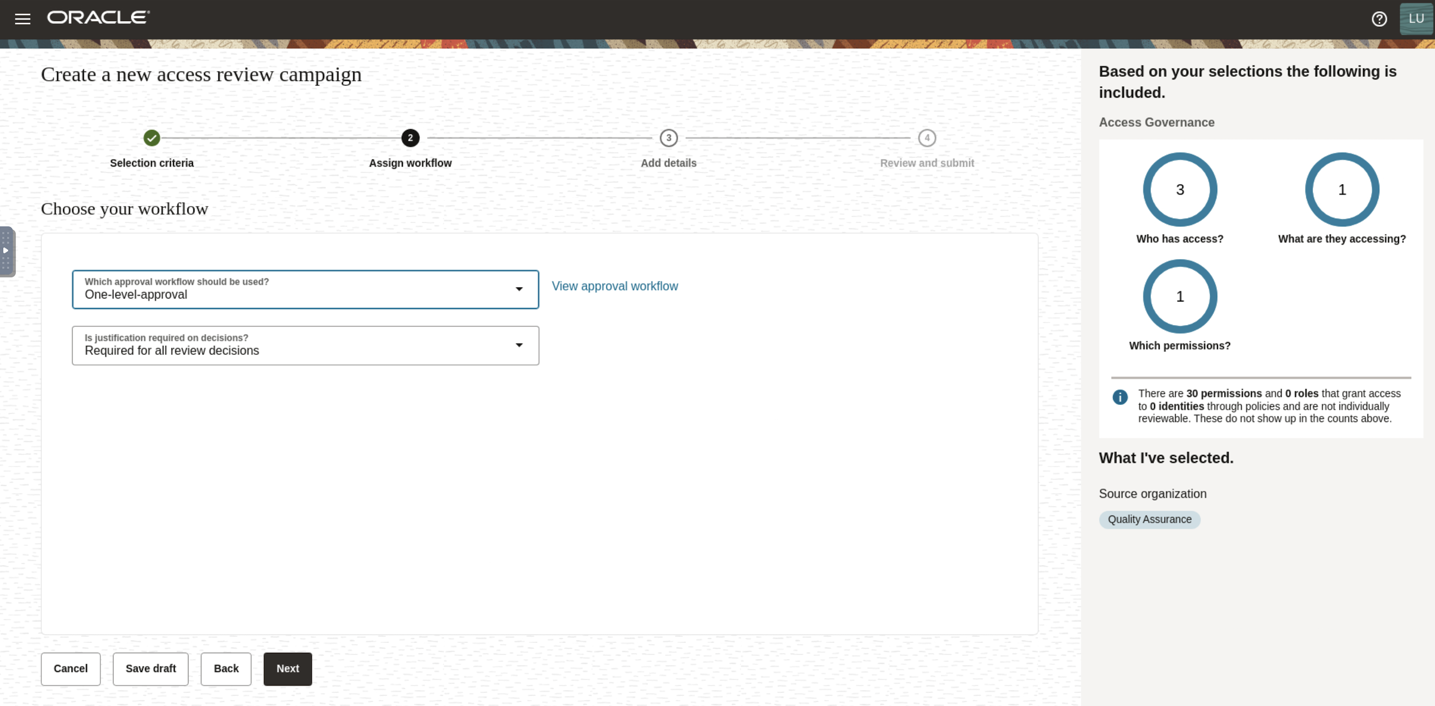 ORACLE
LU
Create a new access review campaign
2
3
4
Selection criteria
Assign workflow
Add details
Review and submit
Choose your workflow
Which approval workflow should be used?
One-level-approval
View approval workflow
Is justification required on decisions?
Required for all review decisions
Cancel
Save draft
Back
Next
Based on your selections the following is
included.
Access Governance
3
Who has access?
1
What are they accessing?
1
Which permissions?
There are 30 permissions and 0 roles that grant access
to 0 identities through policies and are not individually
reviewable. These do not show up in the counts above.
What I've selected.
Source organization
Quality Assurance